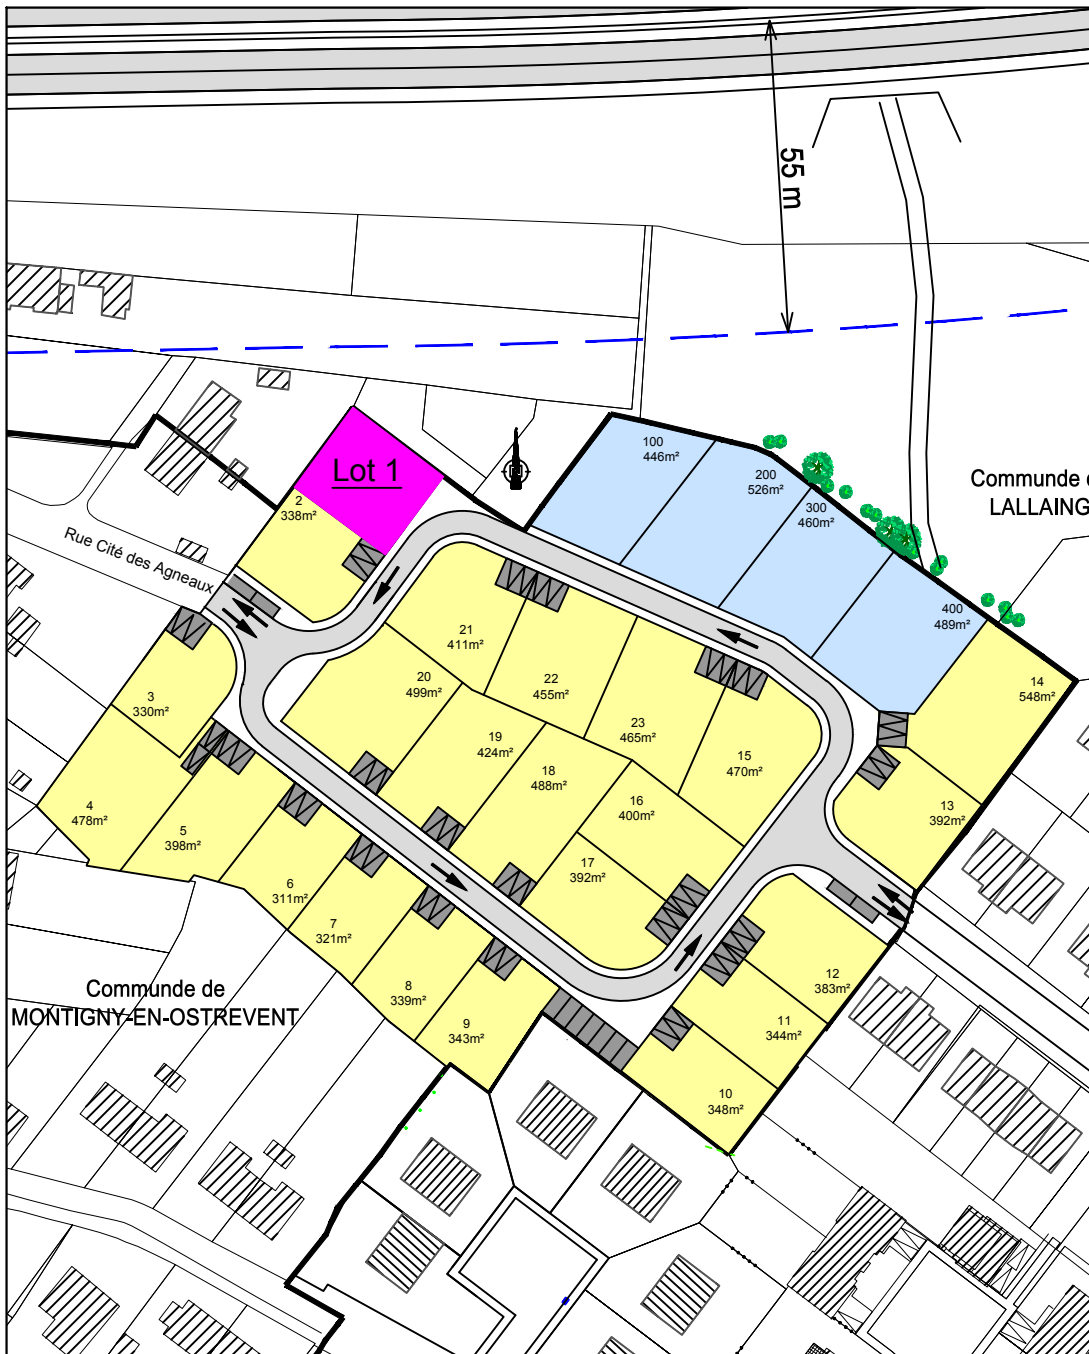 55 m
100
446m²
200
526m²
300
460m²
Lot 1
Commune d
LALLAING
2
338m²
N
Rue Cité des Agneaux
400
489m²
21
411m²
14
548m²
20
499m²
22
455m²
3
330m²
23
465m²
19
424m²
15
470m²
18
488m²
16
400m²
4
478m²
13
392m²
5
398m²
17
392m²
6
311m²
7
321m²
12
383m²
8
339m²
Communde de
MONTIGNY-EN-OSTREVENT
11
344m²
9
343m²
10
348m²